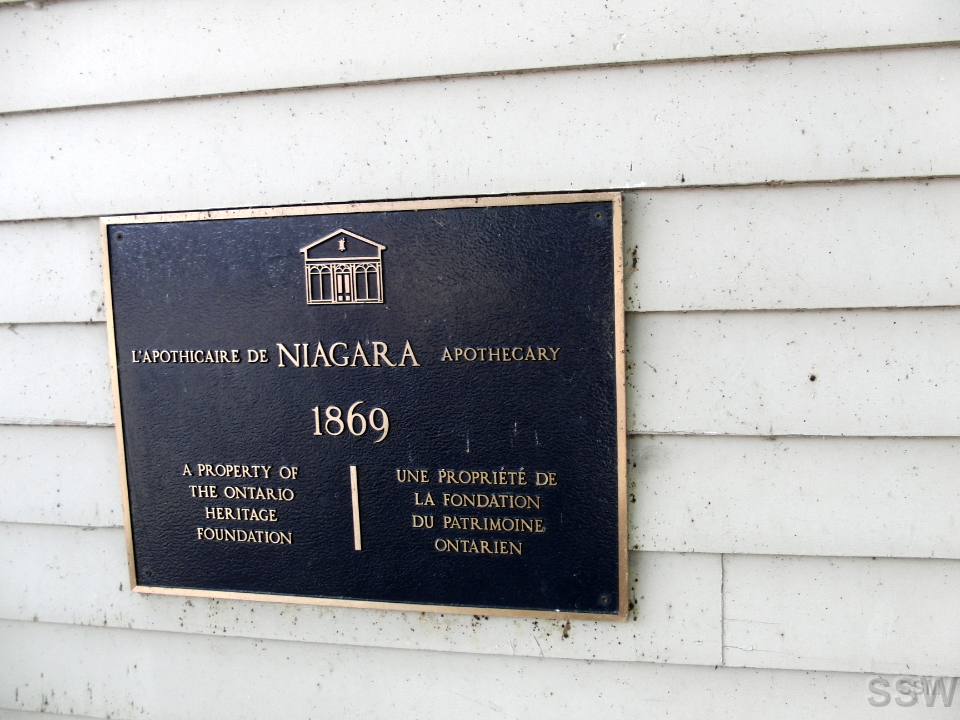 L'APOTHICAIRE DE NIAGARA APOTHECARY
1869
A PROPERTY OF
THE ONTARIO
HERITAGE
FOUNDATION
UNE PROPRIÉTÉ DE
LA FONDATION
DU PATRIMOINE
ONTARIEN
SSW